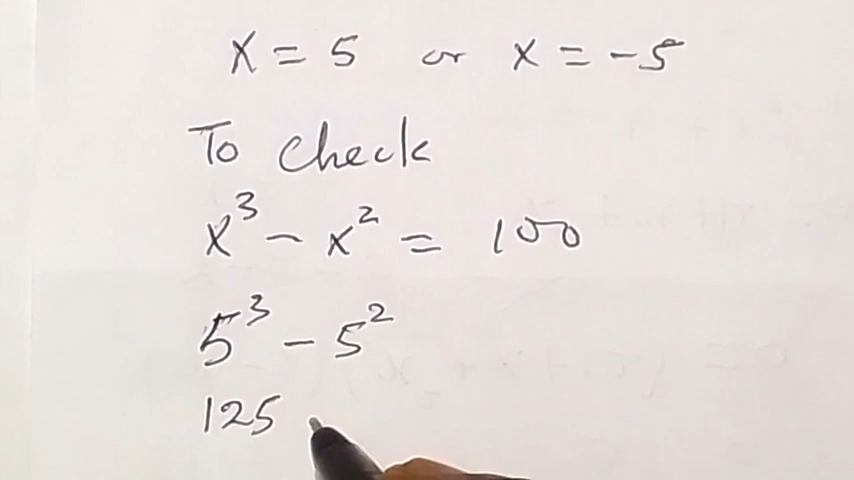 x = 5 or x = -5
To check
x³ - x² = 100
5³ - 5²
125